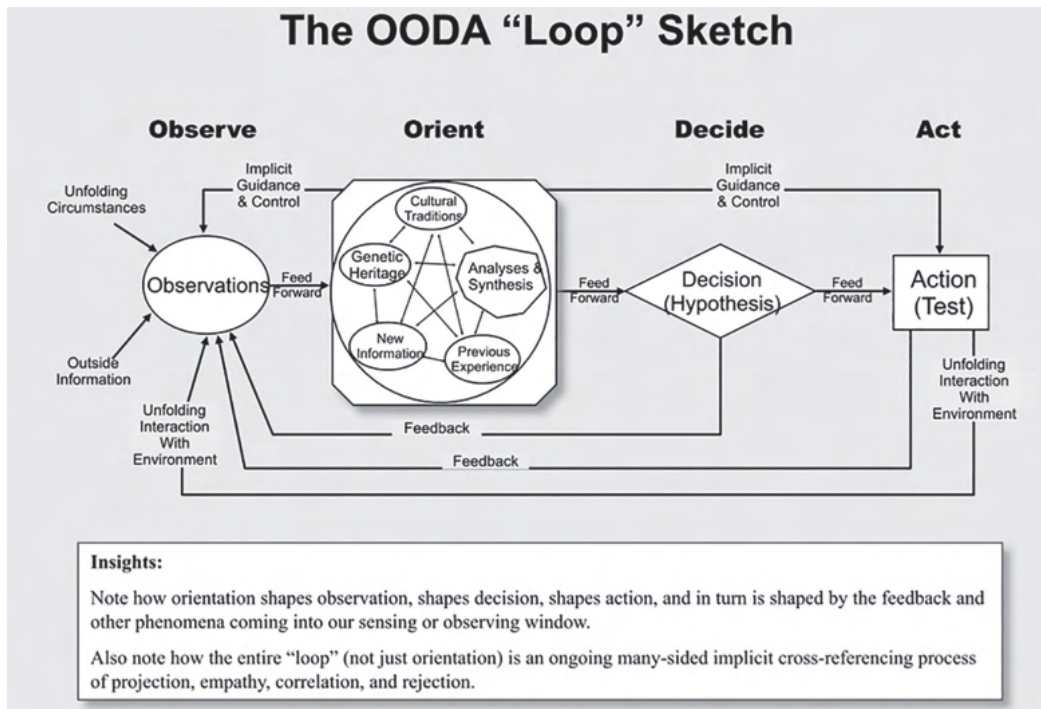 The OODA “Loop” Sketch
Observe
Orient
Decide
Act
Implicit
Guidance
& Control
Implicit
Guidance
& Control
Unfolding
Circumstances
Cultural
Traditions
Genetic
Heritage
Analyses &
Synthesis
New
Information
Previous
Experience
Observations
Feed
Forward
Feed
Forward
Decision
(Hypothesis)
Feed
Forward
Action
(Test)
Outside
Information
Unfolding
Interaction
With
Environment
Unfolding
Interaction
With
Environment
Feedback
Feedback
Insights:
Note how orientation shapes observation, shapes decision, shapes action, and in turn is shaped by the feedback and
other phenomena coming into our sensing or observing window.
Also note how the entire “loop” (not just orientation) is an ongoing many-sided implicit cross-referencing process
of projection, empathy, correlation, and rejection.